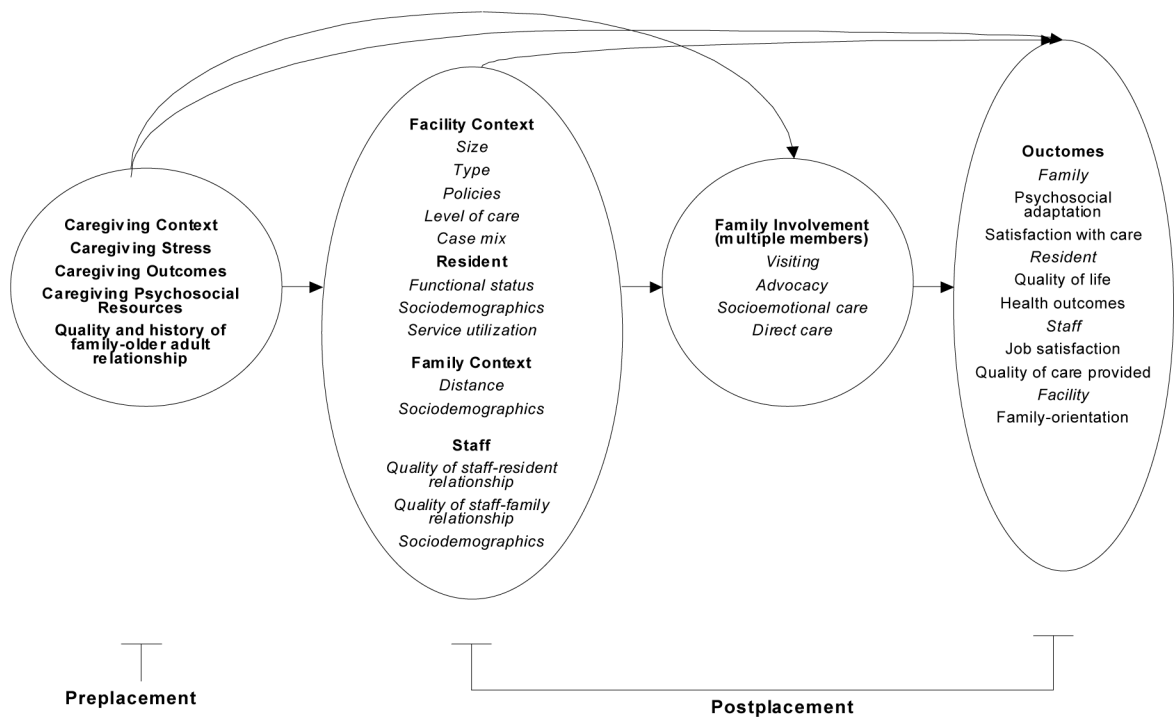 Caregiving Context
Caregiving Stress
Caregiving Outcomes
Caregiving Psychosocial
Resources
Quality and history of
family-older adult
relationship
Facility Context
Size
Type
Policies
Level of care
Case mix
Resident
Functional status
Sociodemographics
Service utilization
Family Context
Distance
Sociodemographics
Staff
Quality of staff-resident
relationship
Quality of staff-family
relationship
Sociodemographics
Family Involvement
(multiple members)
Visiting
Advocacy
Socioemotional care
Direct care
Ouctomes
Family
Psychosocial
adaptation
Satisfaction with care
Resident
Quality of life
Health outcomes
Staff
Job satisfaction
Quality of care provided
Facility
Family-orientation
Preplacement
Postplacement